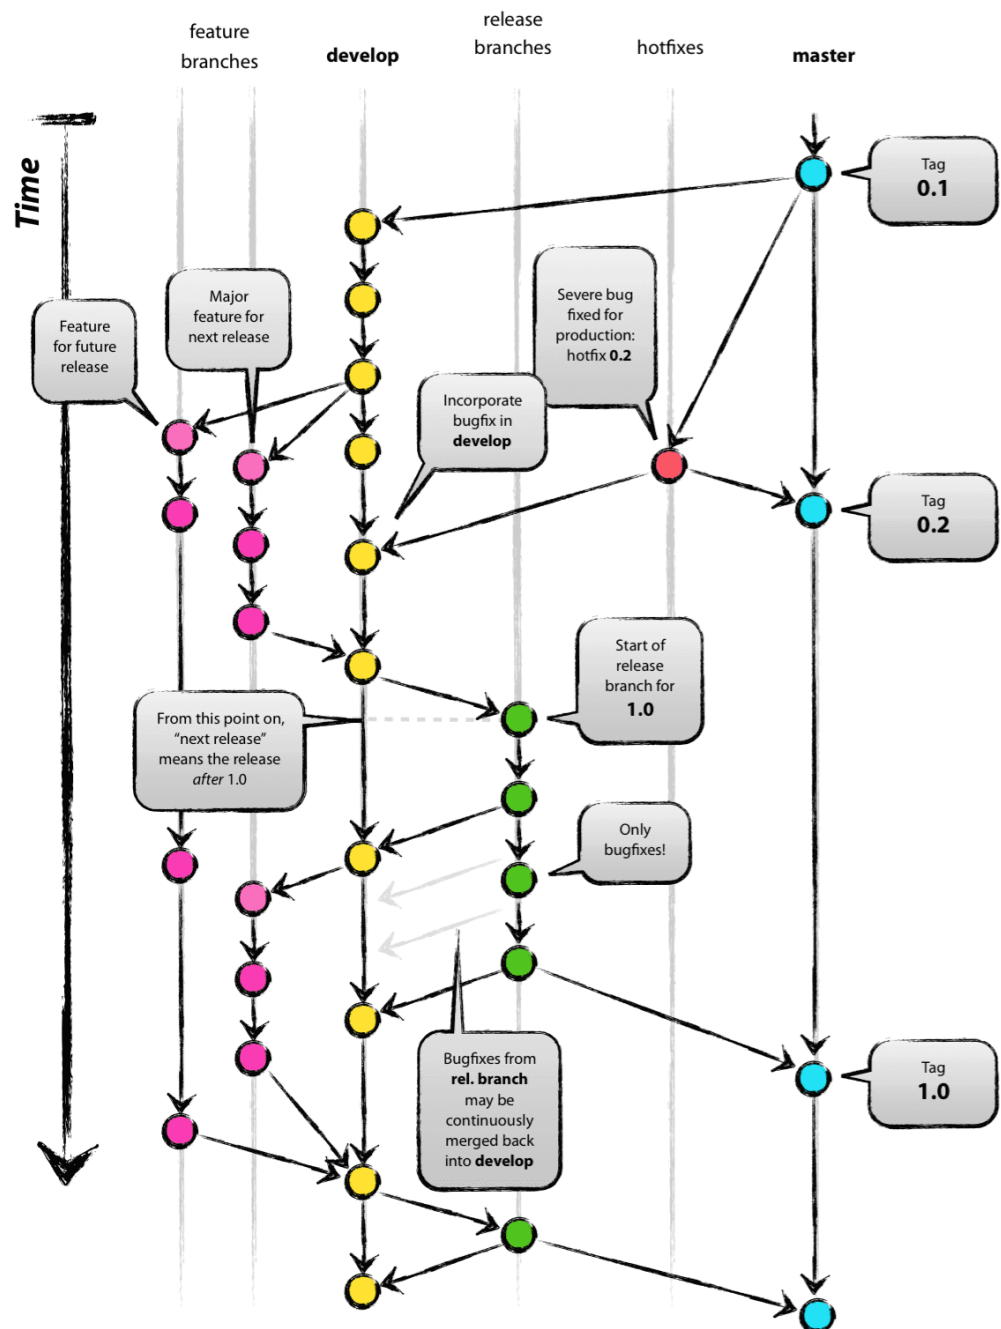 feature
branches
develop
release
branches
hotfixes
master
Time
Tag
0.1
Major
feature for
next release
Severe bug
fixed for
production:
hotfix 0.2
Feature
for future
release
Incorporate
bugfix in
develop
Tag
0.2
Start of
release
branch for
1.0
From this point on,
“next release”
means the release
after 1.0
Only
bugfixes!
Bugfixes from
rel. branch
may be
continuously
merged back
into develop
Tag
1.0